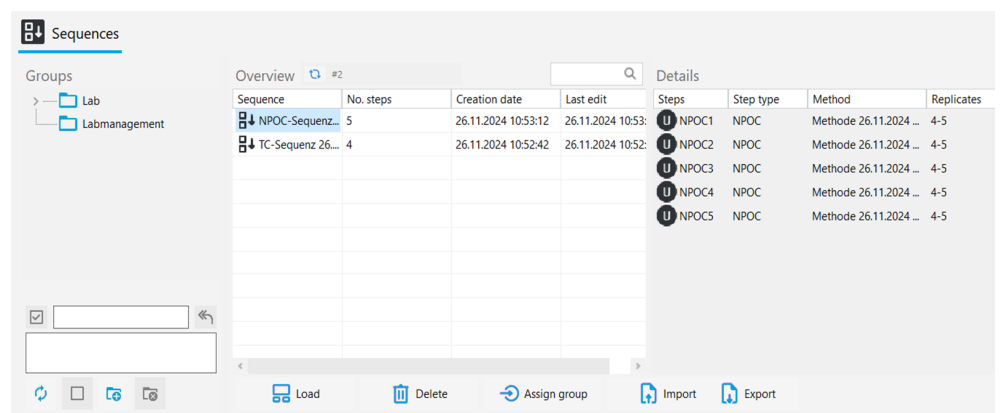 Sequences
Groups
Lab
Labmanagement
Overview #2
Sequence No. steps Creation date Last edit
NPOC-Sequenz... 5 26.11.2024 10:53:12 26.11.2024 10:53:
TC-Sequenz 26.... 4 26.11.2024 10:52:42 26.11.2024 10:52:
Details
Steps Step type Method Replicates
U NPOC1 NPOC Methode 26.11.2024 ... 4-5
U NPOC2 NPOC Methode 26.11.2024 ... 4-5
U NPOC3 NPOC Methode 26.11.2024 ... 4-5
U NPOC4 NPOC Methode 26.11.2024 ... 4-5
U NPOC5 NPOC Methode 26.11.2024 ... 4-5
Load Delete Assign group Import Export